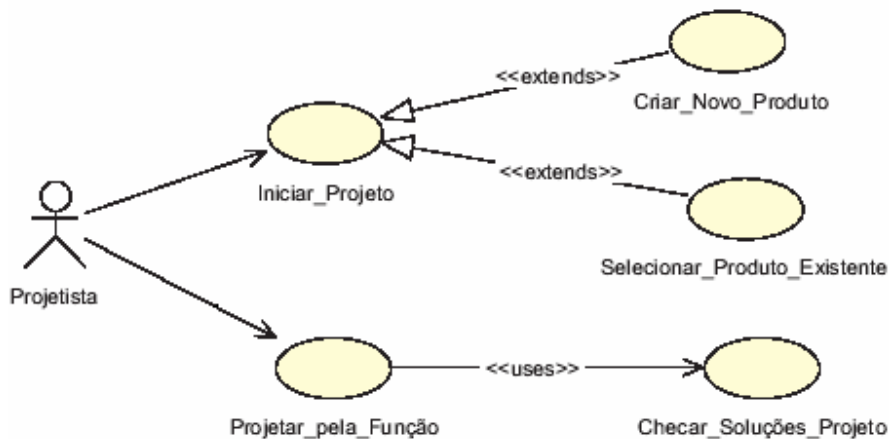 <<extends>>
Criar_Novo_Produto
Iniciar_Projeto
<<extends>>
Selecionar_Produto_Existente
Projetista
<<uses>>
Projetar_pela_Função
Checar_Soluções_Projeto